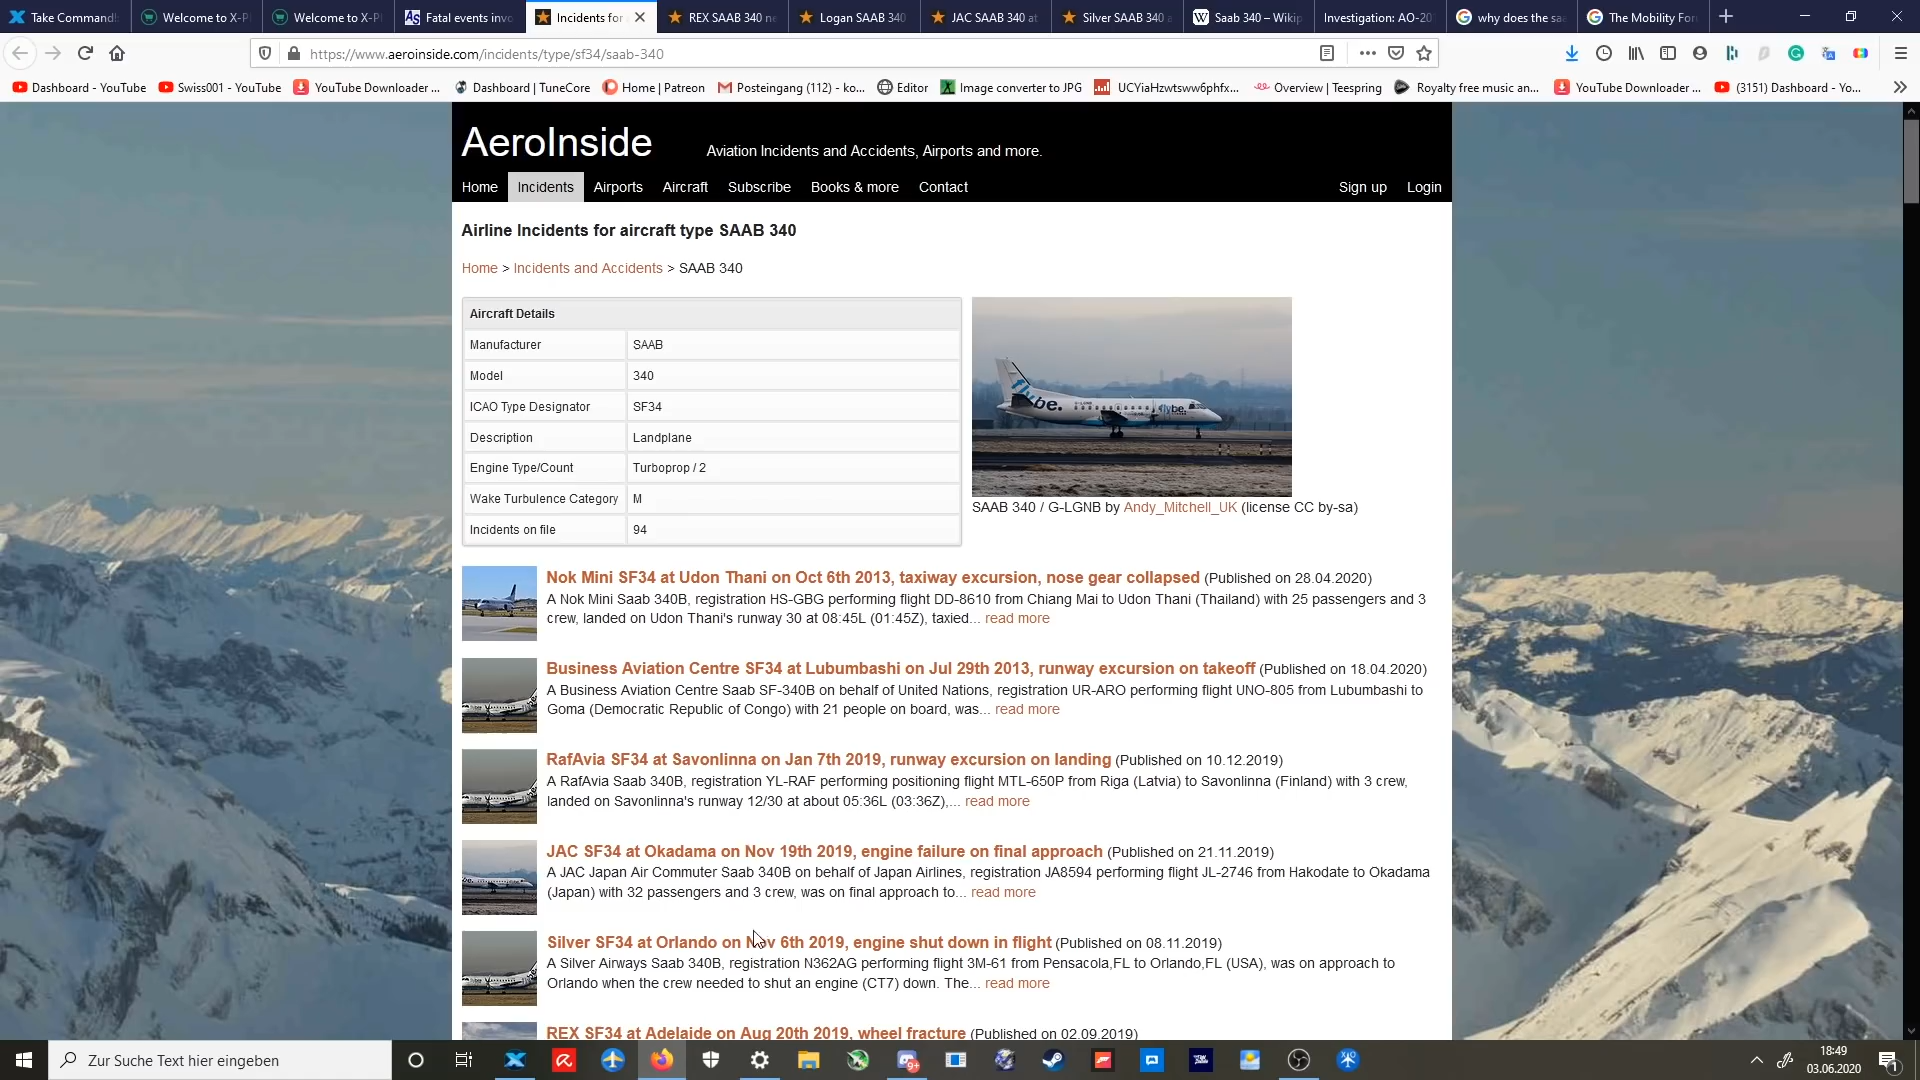 Take Command:
Welcome to X-P
Welcome to X-Pl
AS Fatal events invo
Incidents for
REX SAAB 340 ne
Logan SAAB 340
JAC SAAB 340 at
Silver SAAB 340 a
W Saab 340 – Wikip
Investigation: AO-20
why does the sa
The Mobility For
https://www.aeroinside.com/incidents/type/sf34/saab-340
Dashboard - YouTube
Swiss001 - YouTube
YouTube Downloader ...
Dashboard | TuneCore
Home | Patreon
Posteingang (112) - ko...
Editor
Image converter to JPG
UCYiaHzwtsww6phfx...
Overview | Teespring
Royalty free music an...
YouTube Downloader ...
(3151) Dashboard - Yo...
AeroInside
Aviation Incidents and Accidents, Airports and more.
Home Incidents Airports Aircraft Subscribe Books & more Contact Sign up Login
Airline Incidents for aircraft type SAAB 340
Home > Incidents and Accidents > SAAB 340
Aircraft Details
Manufacturer SAAB
Model 340
ICAO Type Designator SF34
Description Landplane
Engine Type/Count Turboprop / 2
Wake Turbulence Category M
Incidents on file 94
flybe.
flybe.
SAAB 340 / G-LGNB by Andy_Mitchell_UK (license CC by-sa)
Nok Mini SF34 at Udon Thani on Oct 6th 2013, taxiway excursion, nose gear collapsed (Published on 28.04.2020)
A Nok Mini Saab 340B, registration HS-GBG performing flight DD-8610 from Chiang Mai to Udon Thani (Thailand) with 25 passengers and 3
crew, landed on Udon Thani's runway 30 at 08:45L (01:45Z), taxied... read more
Business Aviation Centre SF34 at Lubumbashi on Jul 29th 2013, runway excursion on takeoff (Published on 18.04.2020)
A Business Aviation Centre Saab SF-340B on behalf of United Nations, registration UR-ARO performing flight UNO-805 from Lubumbashi to
Goma (Democratic Republic of Congo) with 21 people on board, was... read more
RafAvia SF34 at Savonlinna on Jan 7th 2019, runway excursion on landing (Published on 10.12.2019)
A RafAvia Saab 340B, registration YL-RAF performing positioning flight MTL-650P from Riga (Latvia) to Savonlinna (Finland) with 3 crew,
landed on Savonlinna's runway 12/30 at about 05:36L (03:36Z),... read more
JAC SF34 at Okadama on Nov 19th 2019, engine failure on final approach (Published on 21.11.2019)
A JAC Japan Air Commuter Saab 340B on behalf of Japan Airlines, registration JA8594 performing flight JL-2746 from Hakodate to Okadama
(Japan) with 32 passengers and 3 crew, was on final approach to... read more
Silver SF34 at Orlando on Nov 6th 2019, engine shut down in flight (Published on 08.11.2019)
A Silver Airways Saab 340B, registration N362AG performing flight 3M-61 from Pensacola,FL to Orlando,FL (USA), was on approach to
Orlando when the crew needed to shut an engine (CT7) down. The... read more
REX SF34 at Adelaide on Aug 20th 2019, wheel fracture (Published on 02.09.2019)
Zur Suche Text hier eingeben
9+
18:49
03.06.2020
1